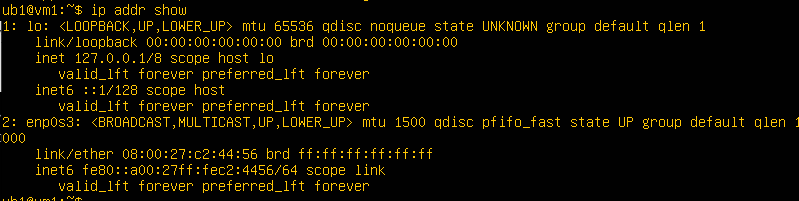 ub1@vm1:~$ ip addr show
1: lo: <LOOPBACK,UP,LOWER_UP> mtu 65536 qdisc noqueue state UNKNOWN group default qlen 1
    link/loopback 00:00:00:00:00:00 brd 00:00:00:00:00:00
    inet 127.0.0.1/8 scope host lo
       valid_lft forever preferred_lft forever
    inet6 ::1/128 scope host
       valid_lft forever preferred_lft forever
2: enp0s3: <BROADCAST,MULTICAST,UP,LOWER_UP> mtu 1500 qdisc pfifo_fast state UP group default qlen 1
000
    link/ether 08:00:27:c2:44:56 brd ff:ff:ff:ff:ff:ff
    inet6 fe80::a00:27ff:fec2:4456/64 scope link
       valid_lft forever preferred_lft forever
ub1@vm1:~$